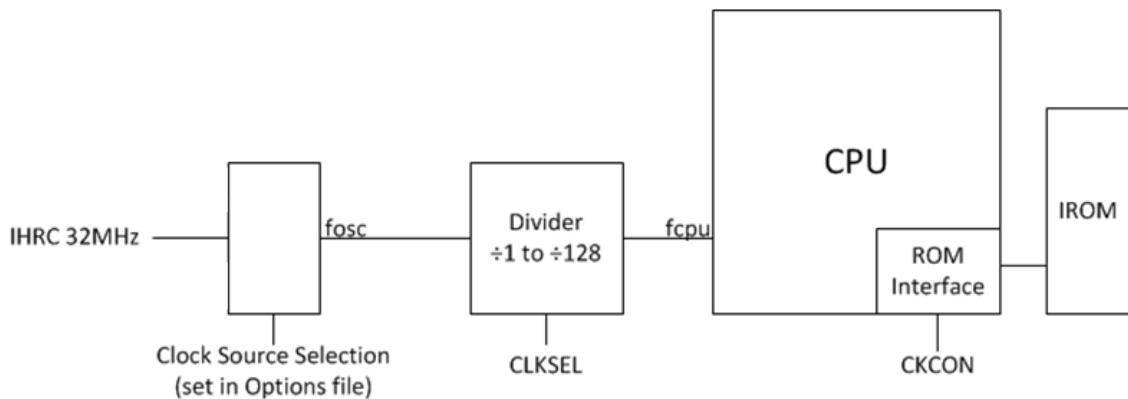 CPU
IROM
IHRC 32MHz
fosc
Divider
÷1 to ÷128
fcpu
ROM
Interface
Clock Source Selection
(set in Options file)
CLKSEL
CKCON